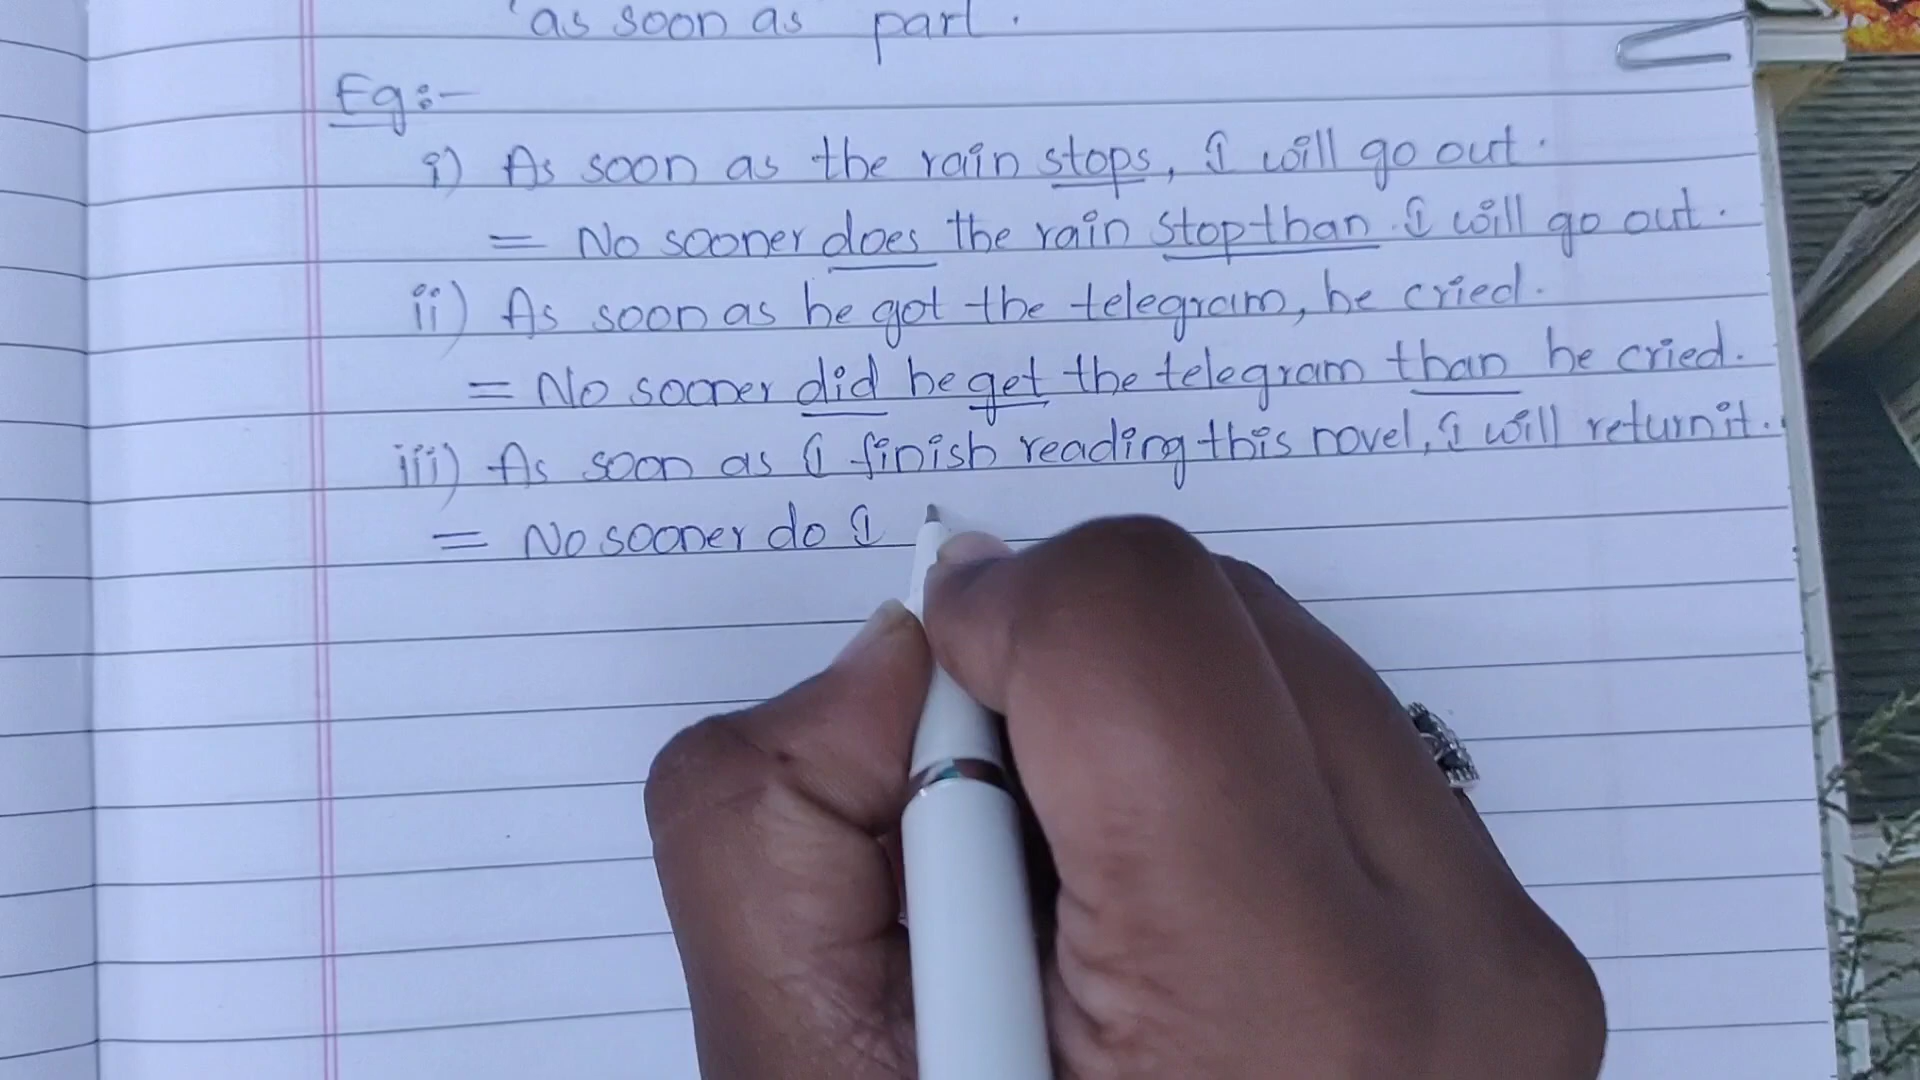 'as soon as part.
Eg:-
i) As soon as the rain stops, I will go out.
= No sooner does the rain stop than I will go out.
ii) As soon as he got the telegram, he cried.
= No sooner did he get the telegram than he cried.
iii) As soon as I finish reading this novel, I will return it.
= No sooner do I